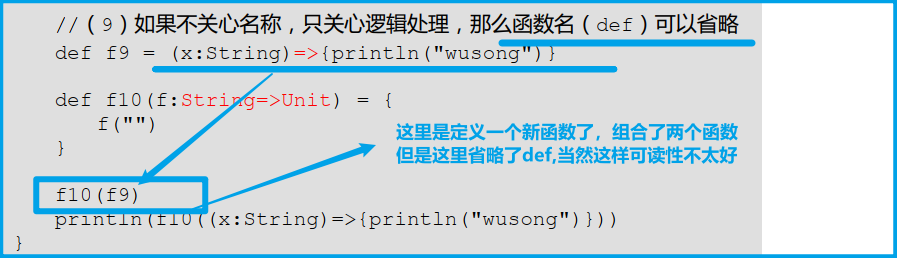 //（9）如果不关心名称，只关心逻辑处理，那么函数名（def）可以省略
def f9 = (x:String)=>{println("wusong")}
def f10(f:String=>Unit) = {
f("")
}
这里是定义一个新函数了，组合了两个函数
但是这里省略了def,当然这样可读性不太好
f10(f9)
println(f10((x:String)=>{println("wusong")}))
}